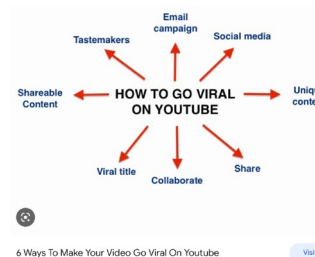 Email
campaign
Tastemakers
Social media
Shareable
Content
HOW TO GO VIRAL
ON YOUTUBE
Viral title
Collaborate
Share
6 Ways To Make Your Video Go Viral On Youtube